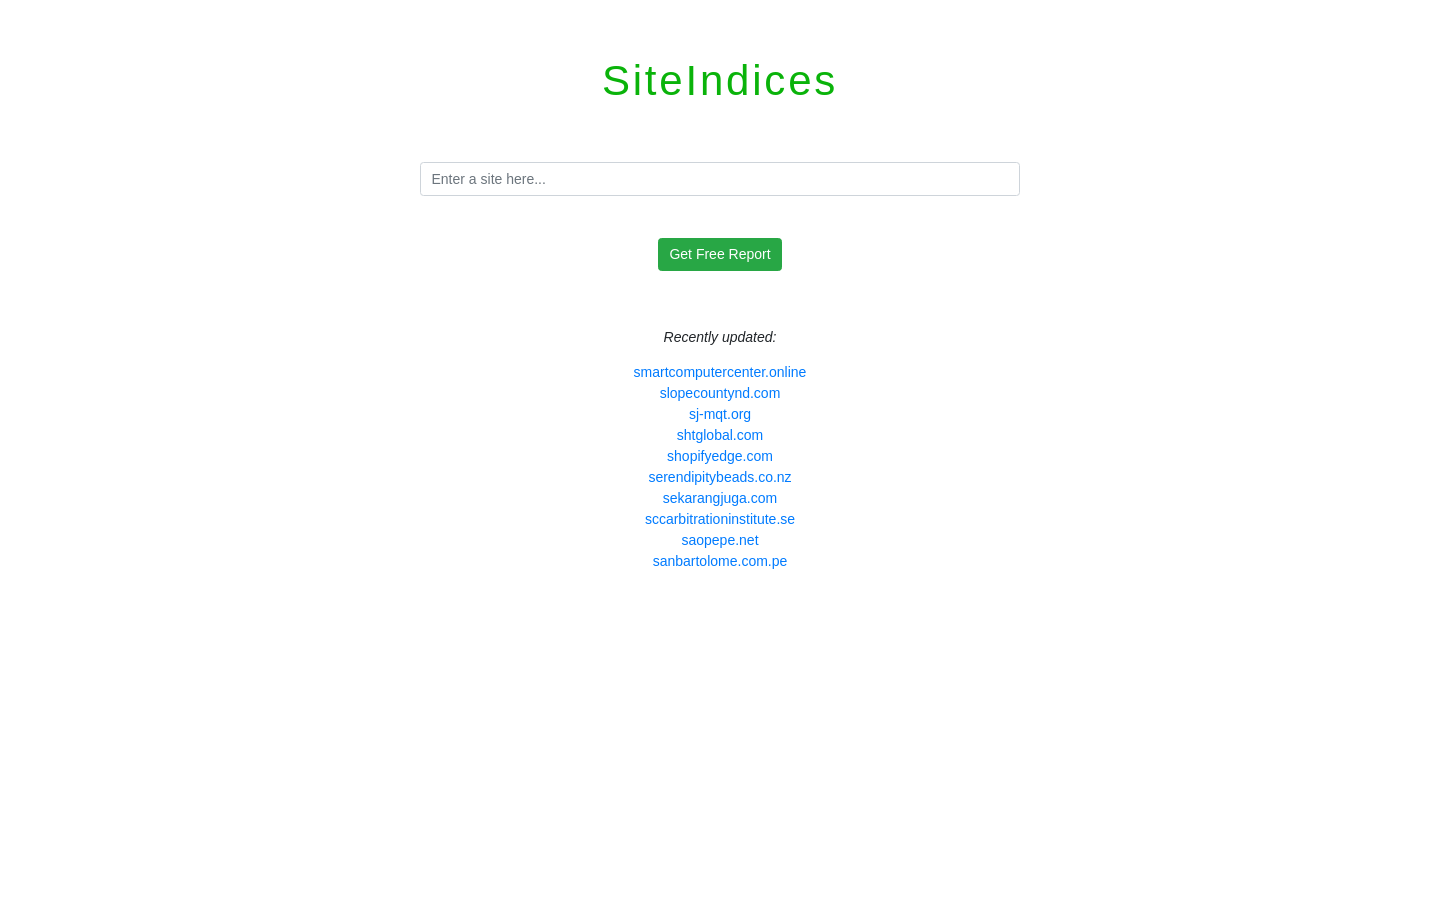 SiteIndices
Enter a site here...
Get Free Report
Recently updated:
smartcomputercenter.online
slopecountynd.com
sj-mqt.org
shtglobal.com
shopifyedge.com
serendipitybeads.co.nz
sekarangjuga.com
sccarbitrationinstitute.se
saopepe.net
sanbartolome.com.pe